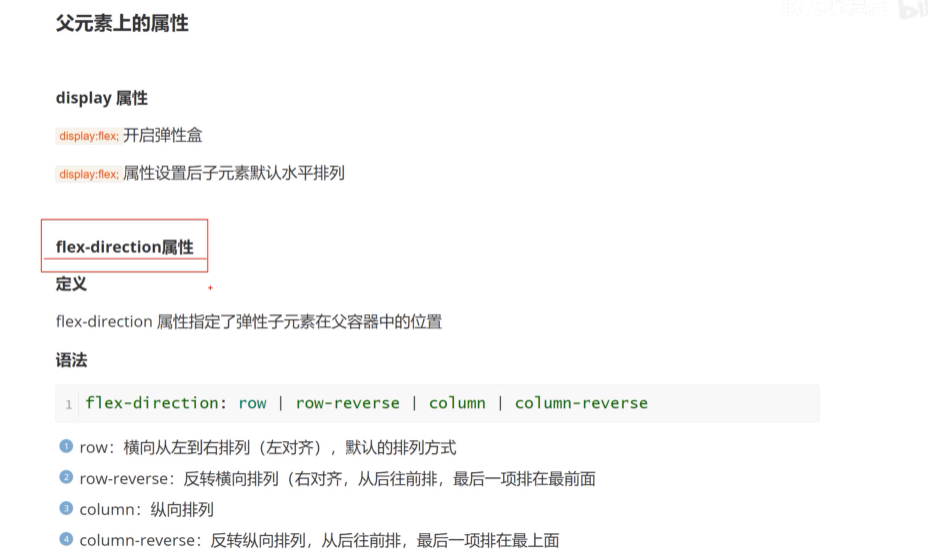 父元素上的属性
display 属性
display:flex; 开启弹性盒
display:flex; 属性设置后子元素默认水平排列
flex-direction属性
定义
flex-direction 属性指定了弹性子元素在父容器中的位置
语法
1 flex-direction: row | row-reverse | column | column-reverse
1 row：横向从左到右排列（左对齐），默认的排列方式
2 row-reverse：反转横向排列（右对齐，从后往前排，最后一项排在最前面
3 column：纵向排列
4 column-reverse：反转纵向排列，从后往前排，最后一项排在最上面